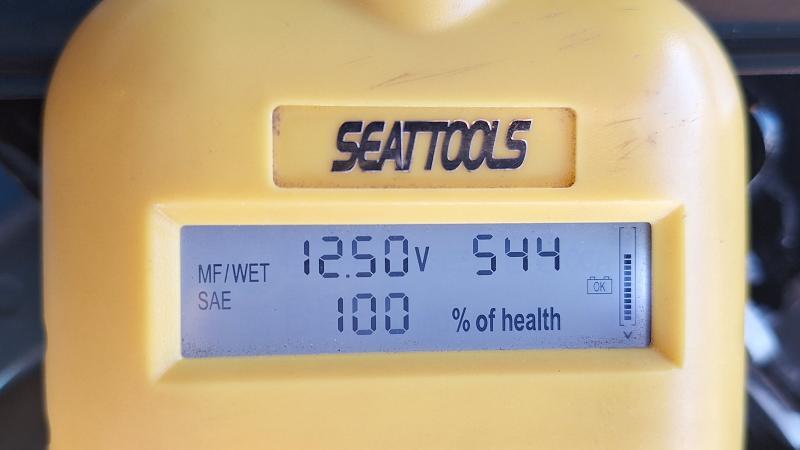 SEATTOOLS
MF/WET 12.50V 544
SAE 100 % of health
OK